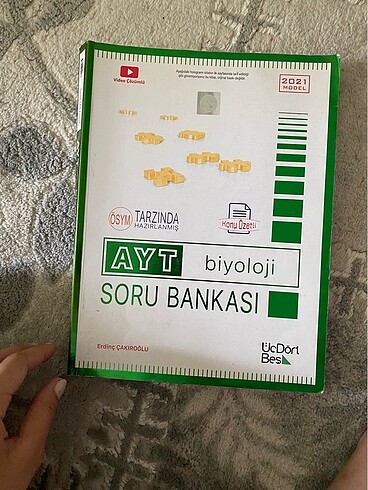 Video Çözümlü
2021
MODEL
ÖSYM TARZINDA
HAZIRLANMIŞ
Konu Özetli
AYT biyoloji
SORU BANKASI
Erdinç ÇAKIROĞLU
ÜçDört
Beş